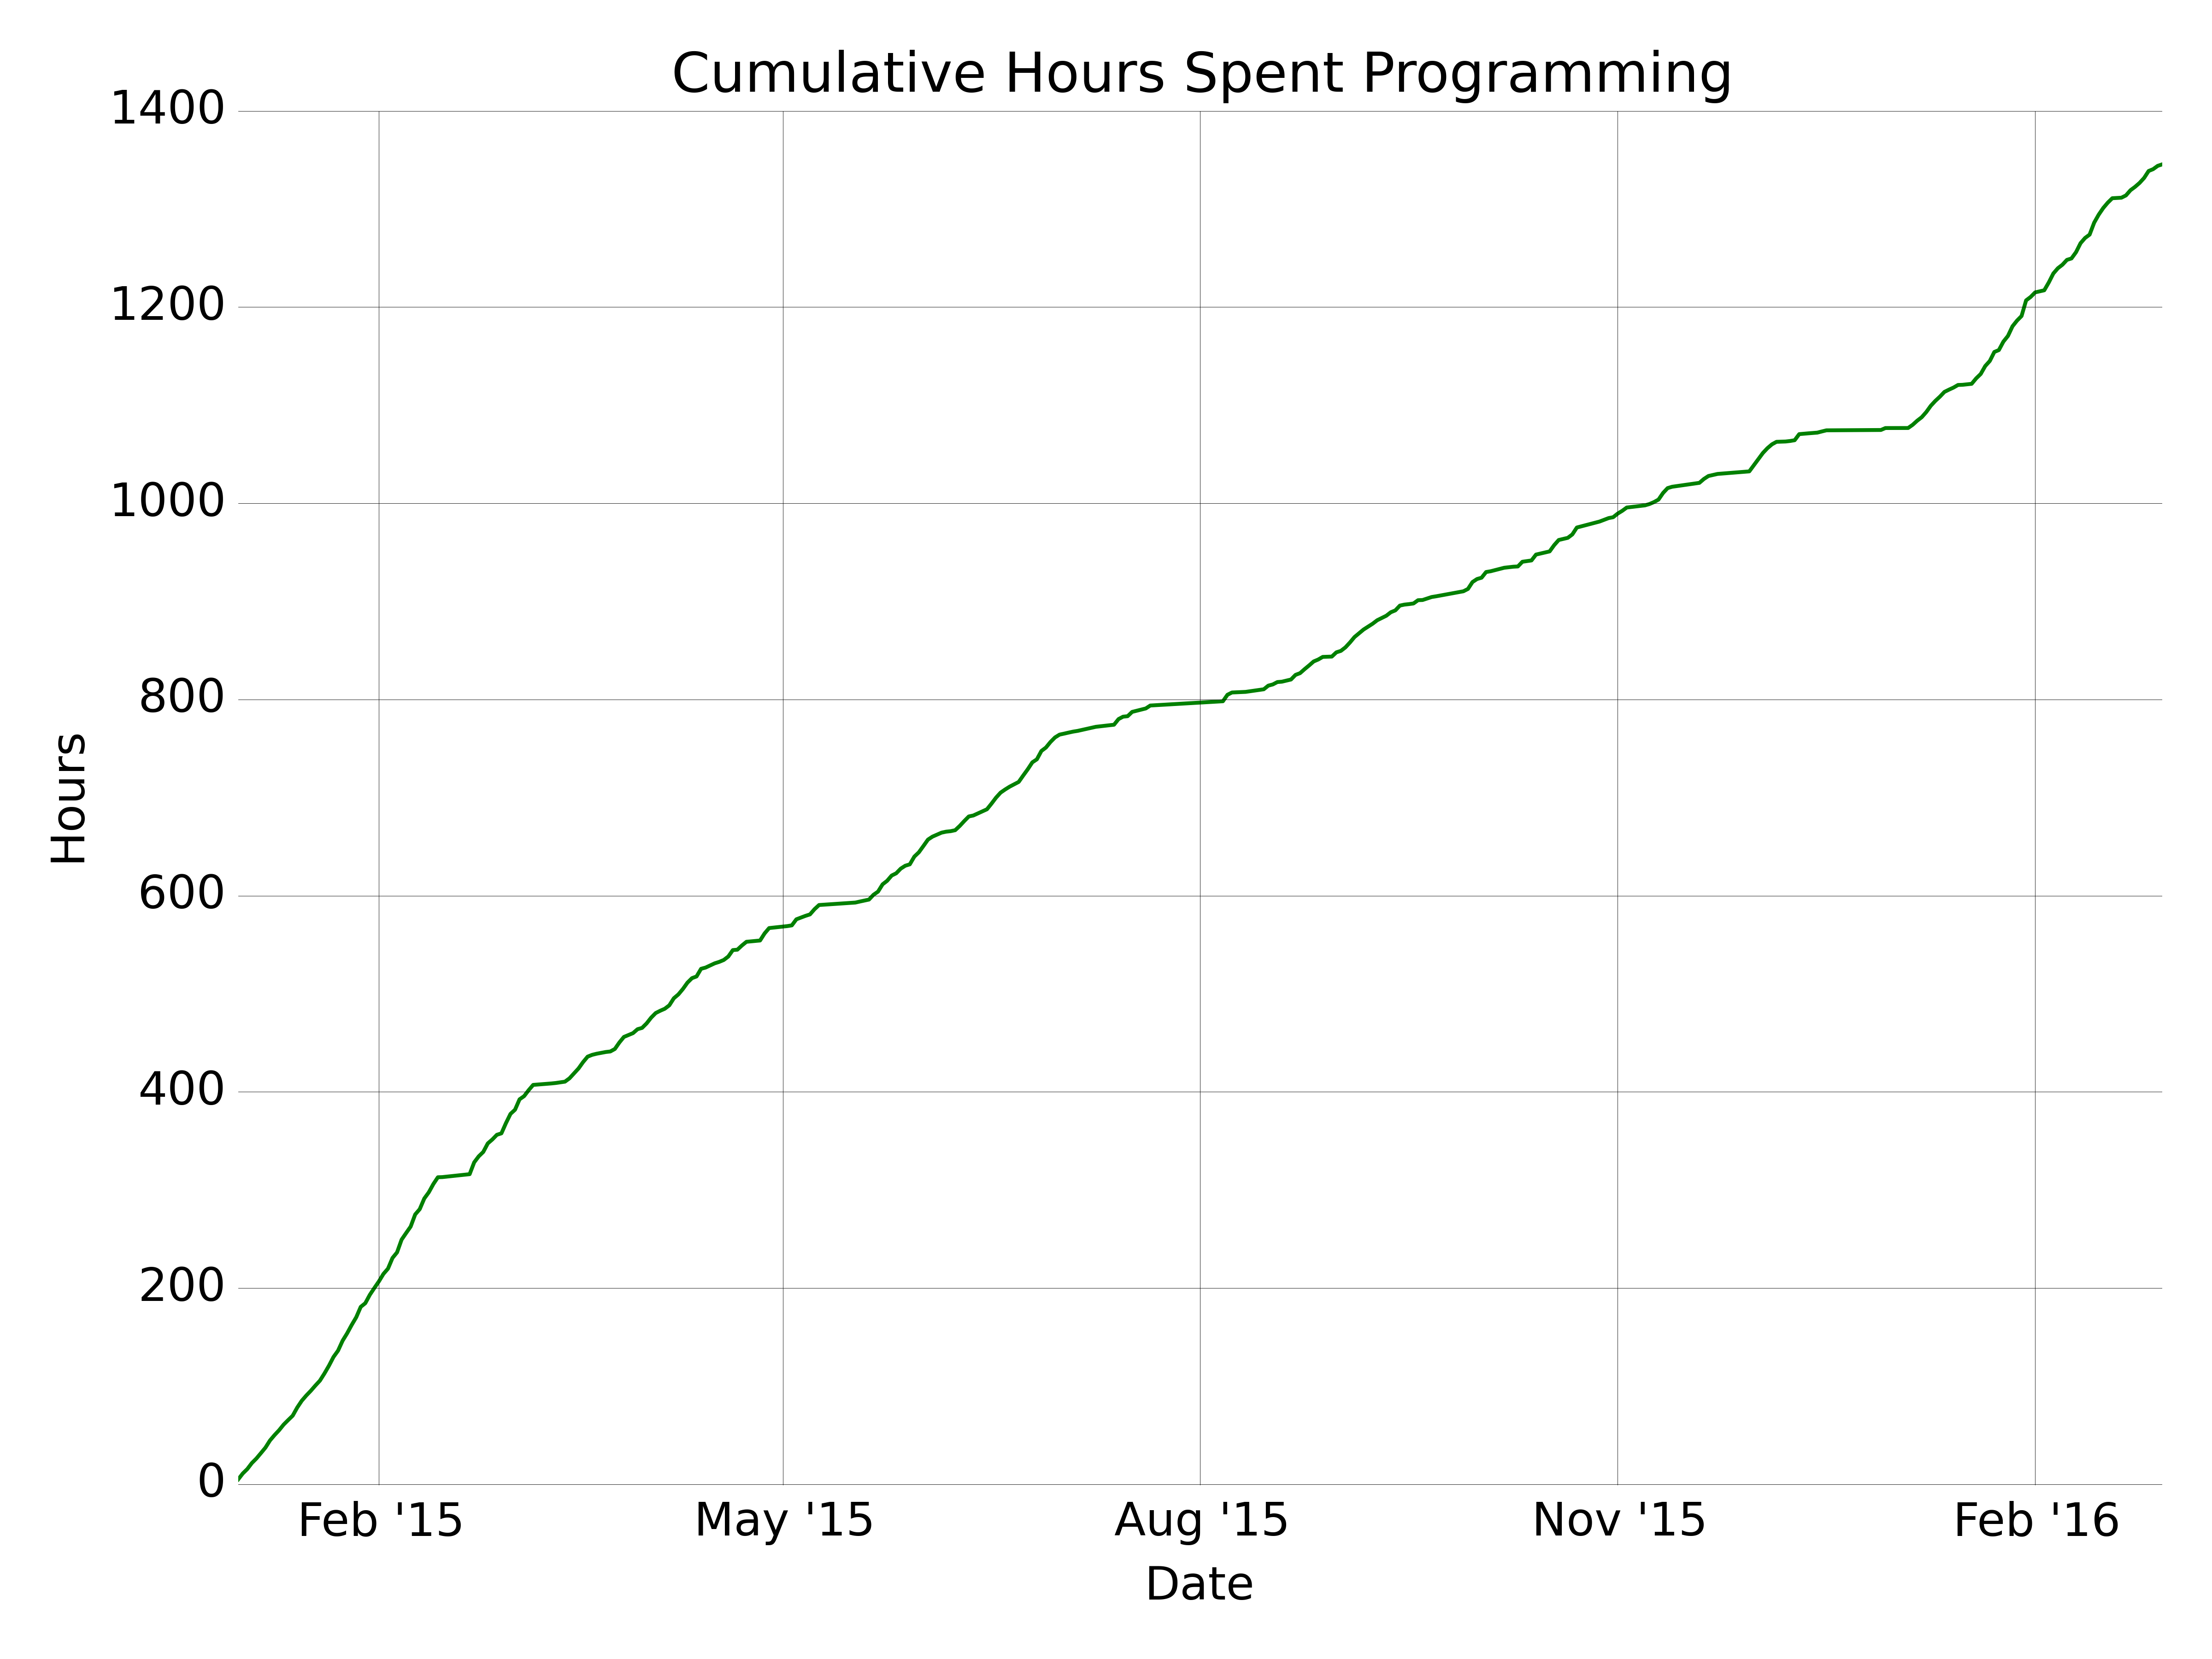 Cumulative Hours Spent Programming
1400
1200
1000
800
600
400
200
0
Hours
Feb '15 May '15 Aug '15 Nov '15 Feb '16
Date